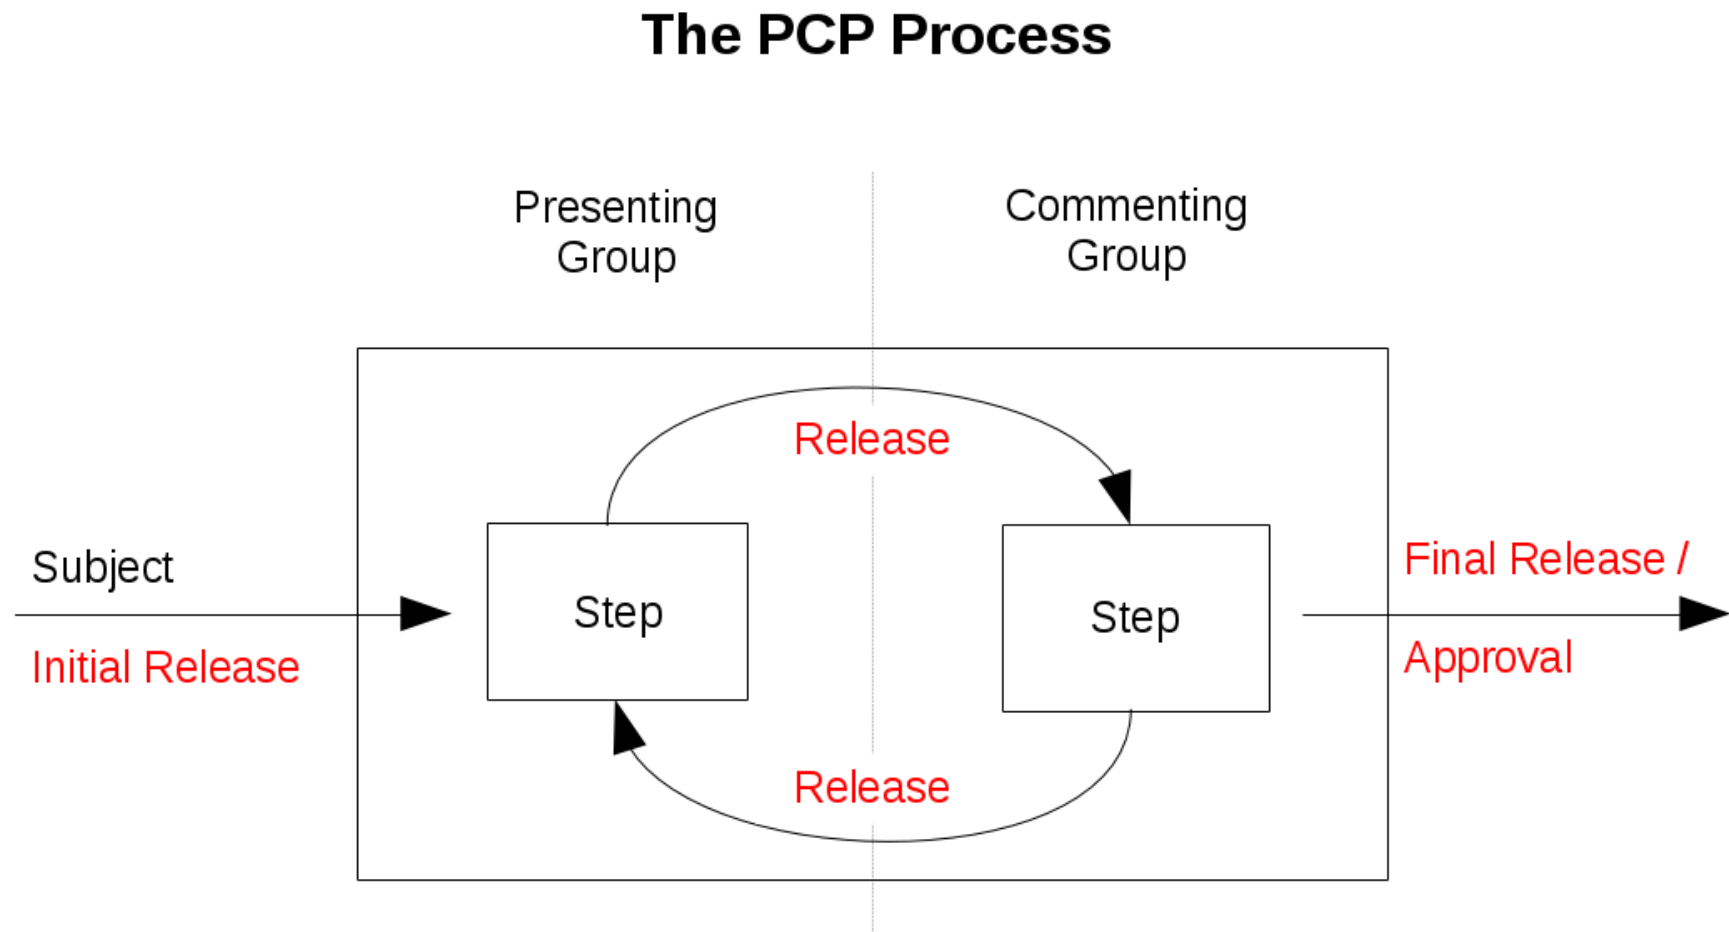 The PCP Process
Presenting
Group
Commenting
Group
Release
Subject
Initial Release
Step
Step
Final Release /
Approval
Release